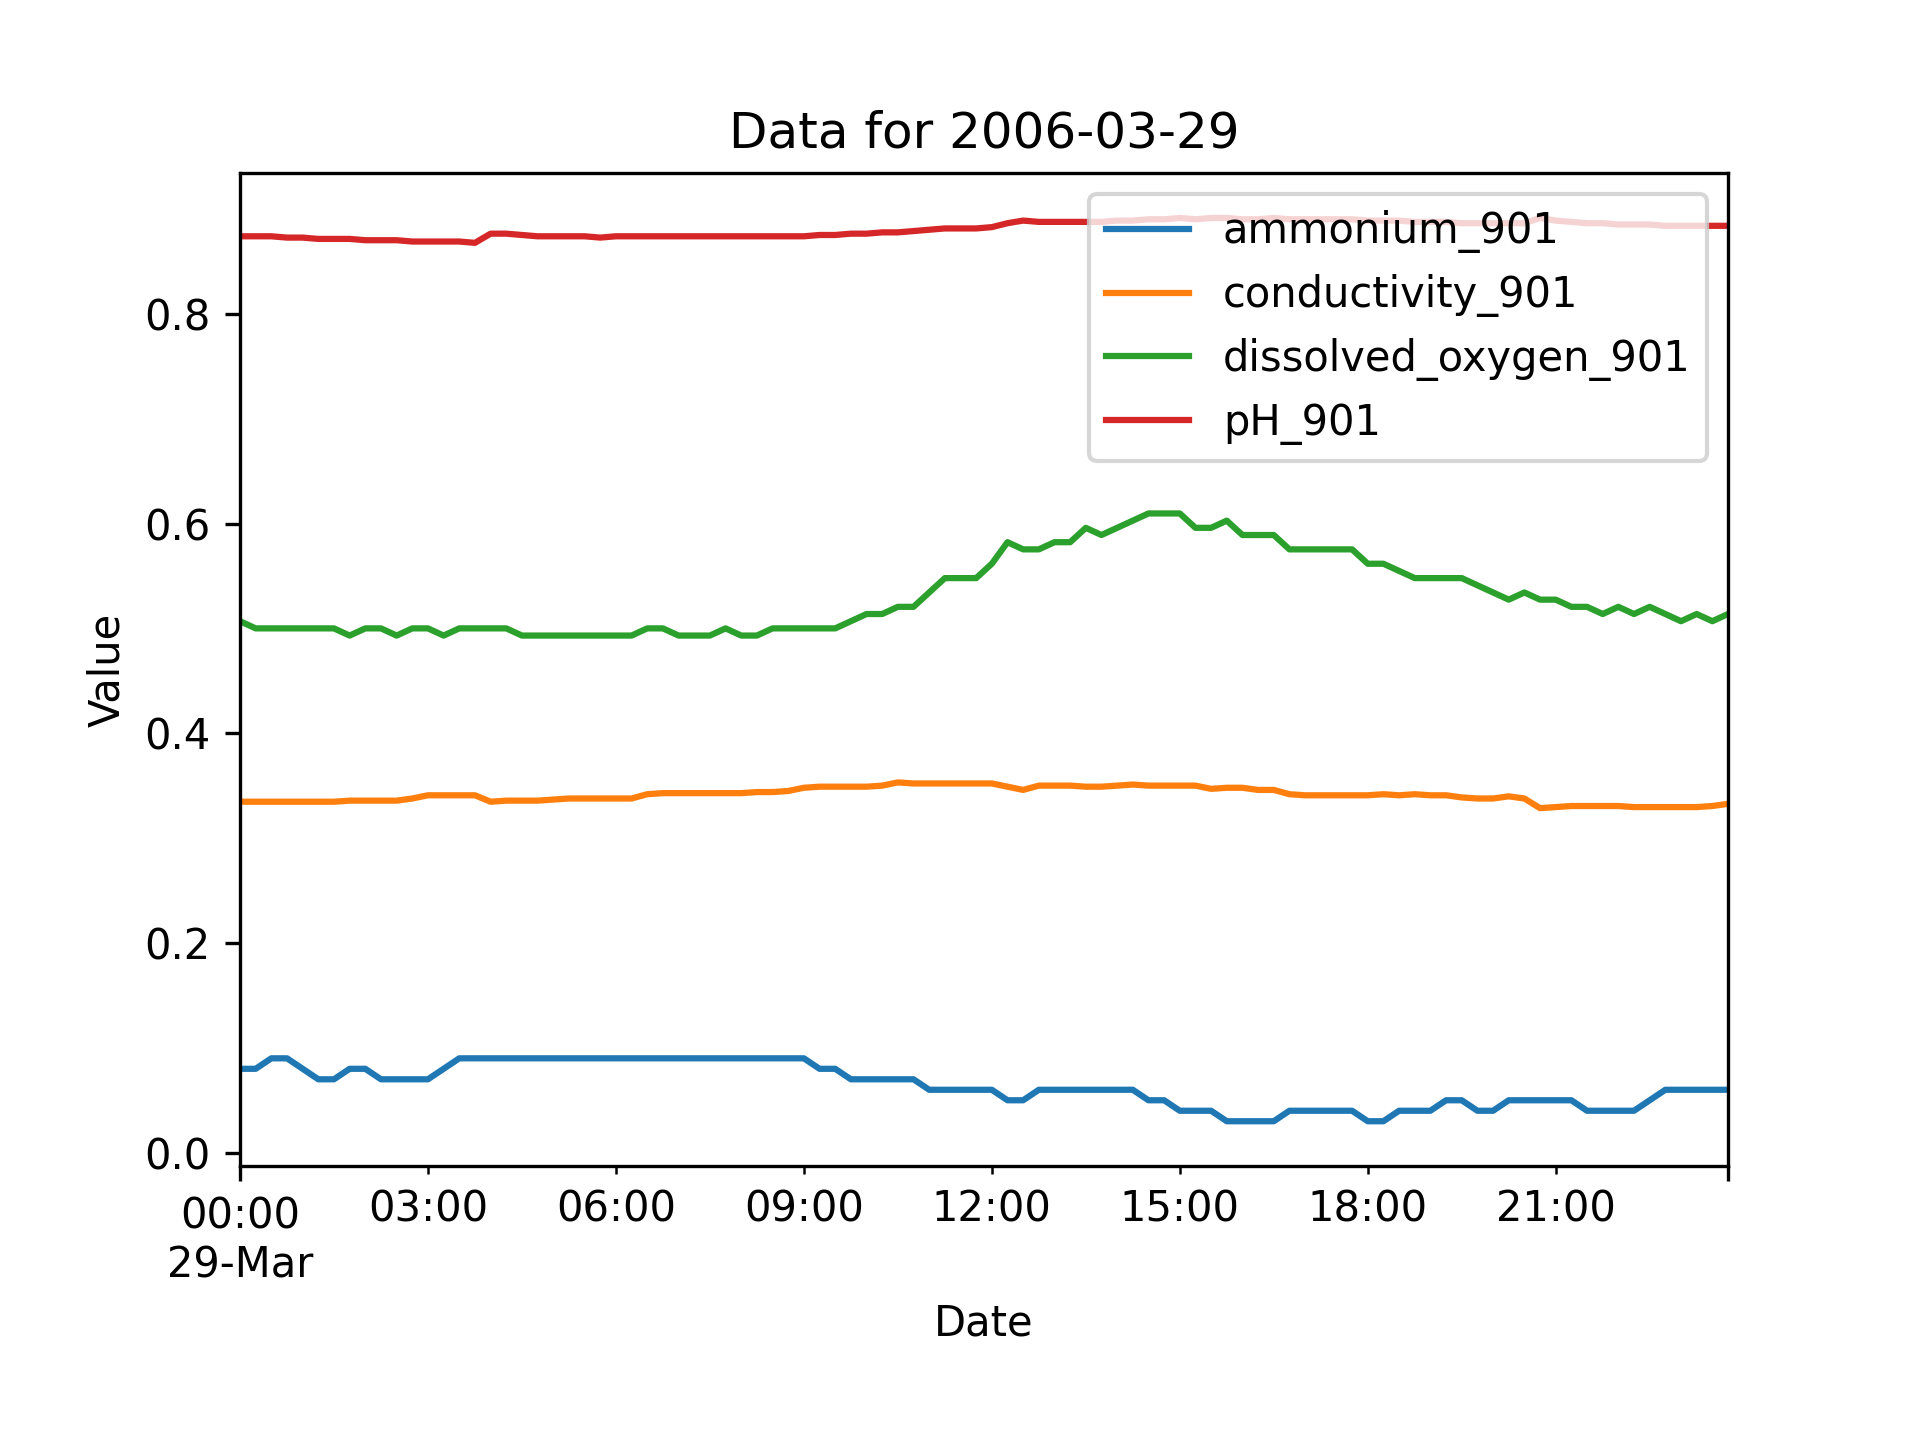 Data for 2006-03-29
ammonium_901
conductivity_901
dissolved_oxygen_901
pH_901
Value
0.8
0.6
0.4
0.2
0.0
00:00 03:00 06:00 09:00 12:00 15:00 18:00 21:00
29-Mar
Date